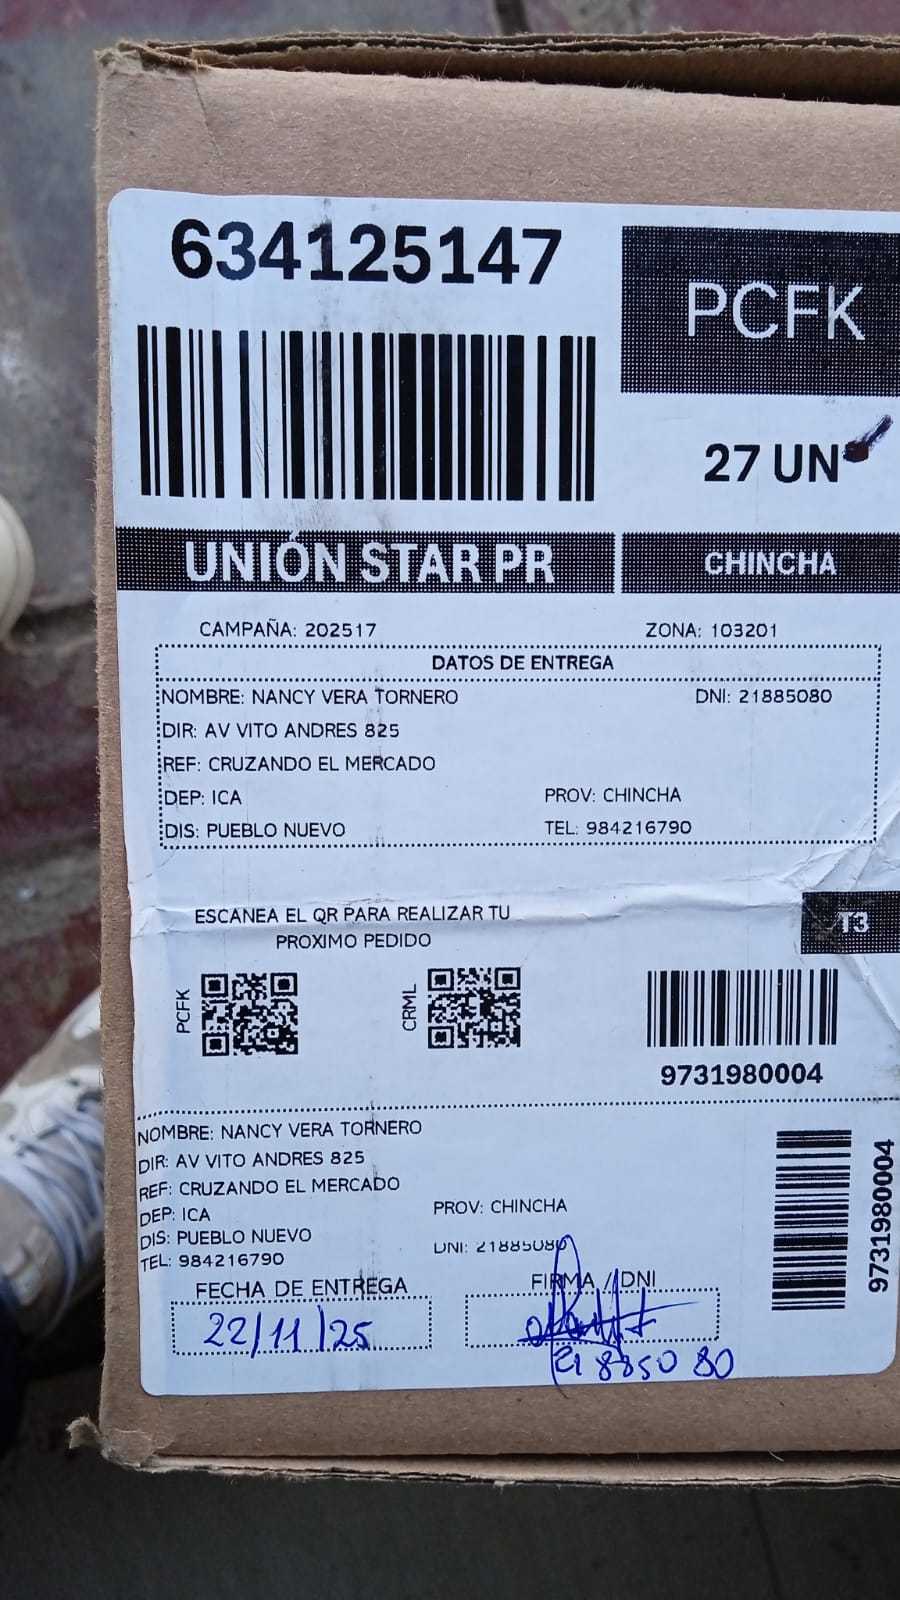 634125147
PCFK
27 UN
UNIÓN STAR PR
CHINCHA
CAMPAÑA: 202517 ZONA: 103201
DATOS DE ENTREGA
NOMBRE: NANCY VERA TORNERO DNI: 21885080
DIR: AV VITO ANDRES 825
REF: CRUZANDO EL MERCADO
DEP: ICA PROV: CHINCHA
DIS: PUEBLO NUEVO TEL: 984216790
ESCANEA EL QR PARA REALIZAR TU
PROXIMO PEDIDO
T3
PCFK
CRML
9731980004
NOMBRE: NANCY VERA TORNERO
DIR: AV VITO ANDRES 825
REF: CRUZANDO EL MERCADO
DEP: ICA PROV: CHINCHA
DIS: PUEBLO NUEVO
TEL: 984216790 DNI: 21885080
9731980004
FECHA DE ENTREGA FIRMA / DNI
22/11/25
21885080